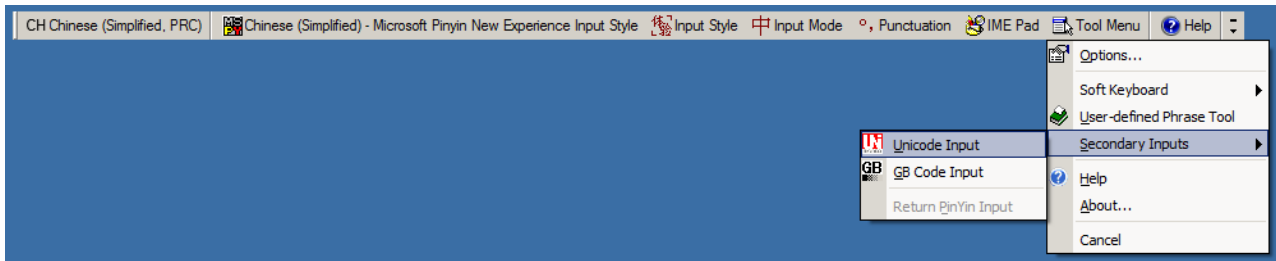 CH Chinese (Simplified, PRC) Chinese (Simplified) - Microsoft Pinyin New Experience Input Style Input Style 中 Input Mode °, Punctuation IME Pad Tool Menu Help
Options...
Soft Keyboard
User-defined Phrase Tool
Secondary Inputs
Help
About...
Cancel
Unicode Input
GB GB Code Input
Return PinYin Input